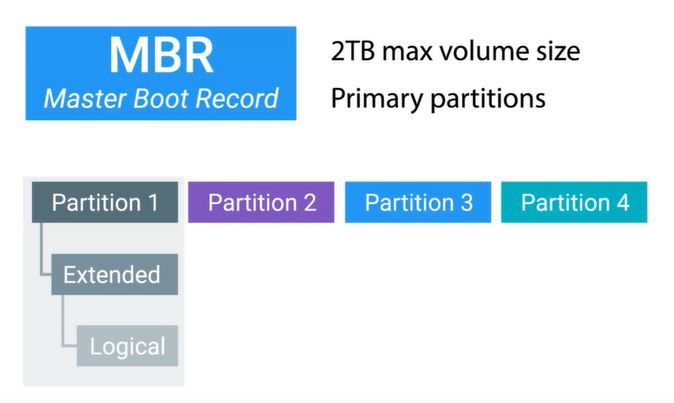 MBR
Master Boot Record
2TB max volume size
Primary partitions
Partition 1
Partition 2
Partition 3
Partition 4
Extended
Logical